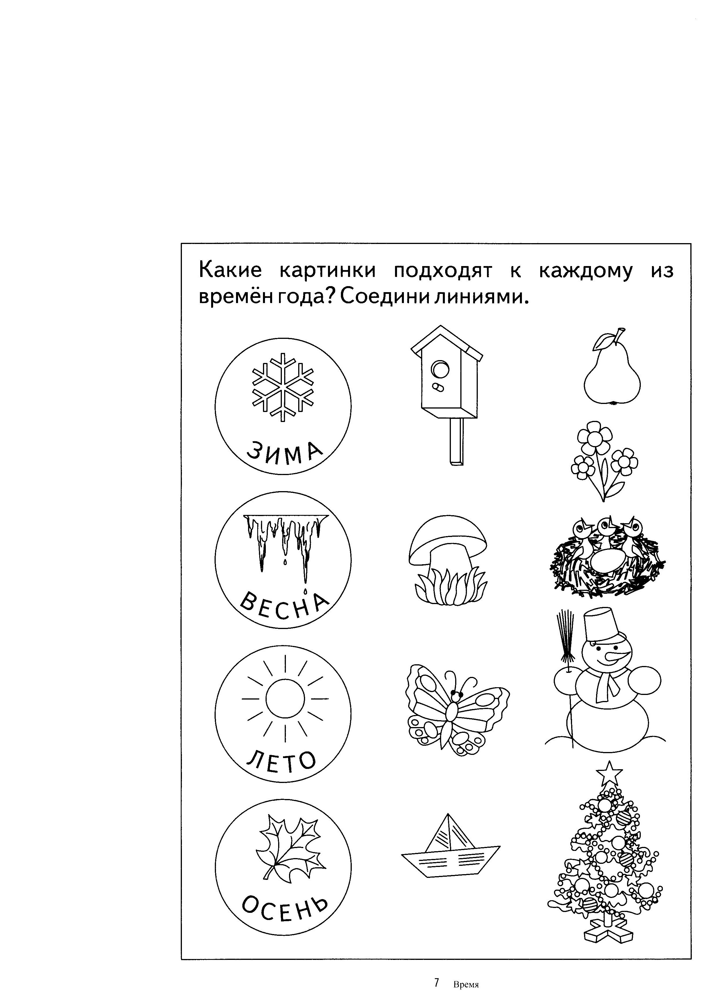 Какие картинки подходят к каждому из
времён года? Соедини линиями.
ЗИМА
ВЕСНА
ЛЕТО
ОСЕНЬ
7 Время